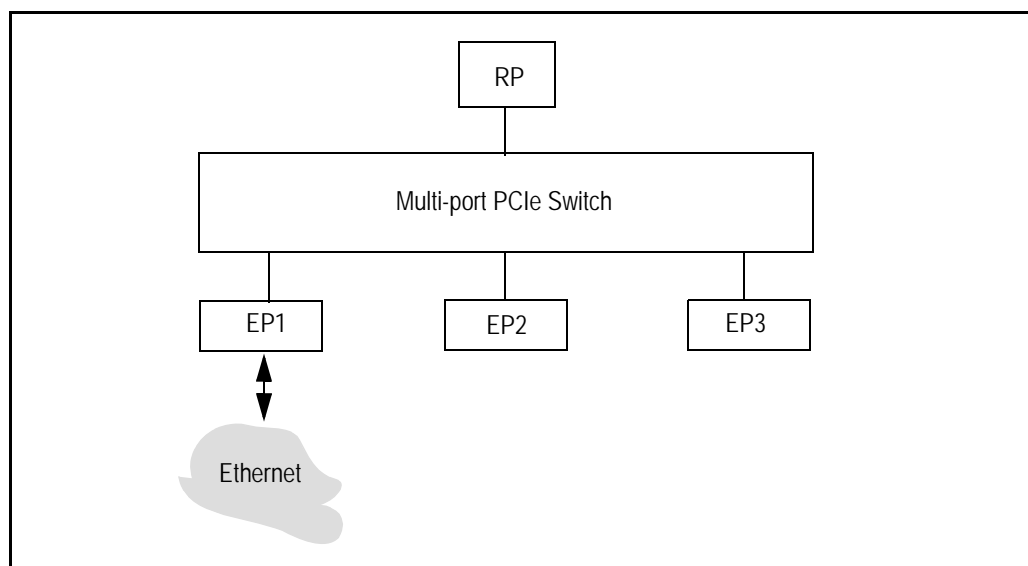 RP
Multi-port PCIe Switch
EP1
EP2
EP3
Ethernet